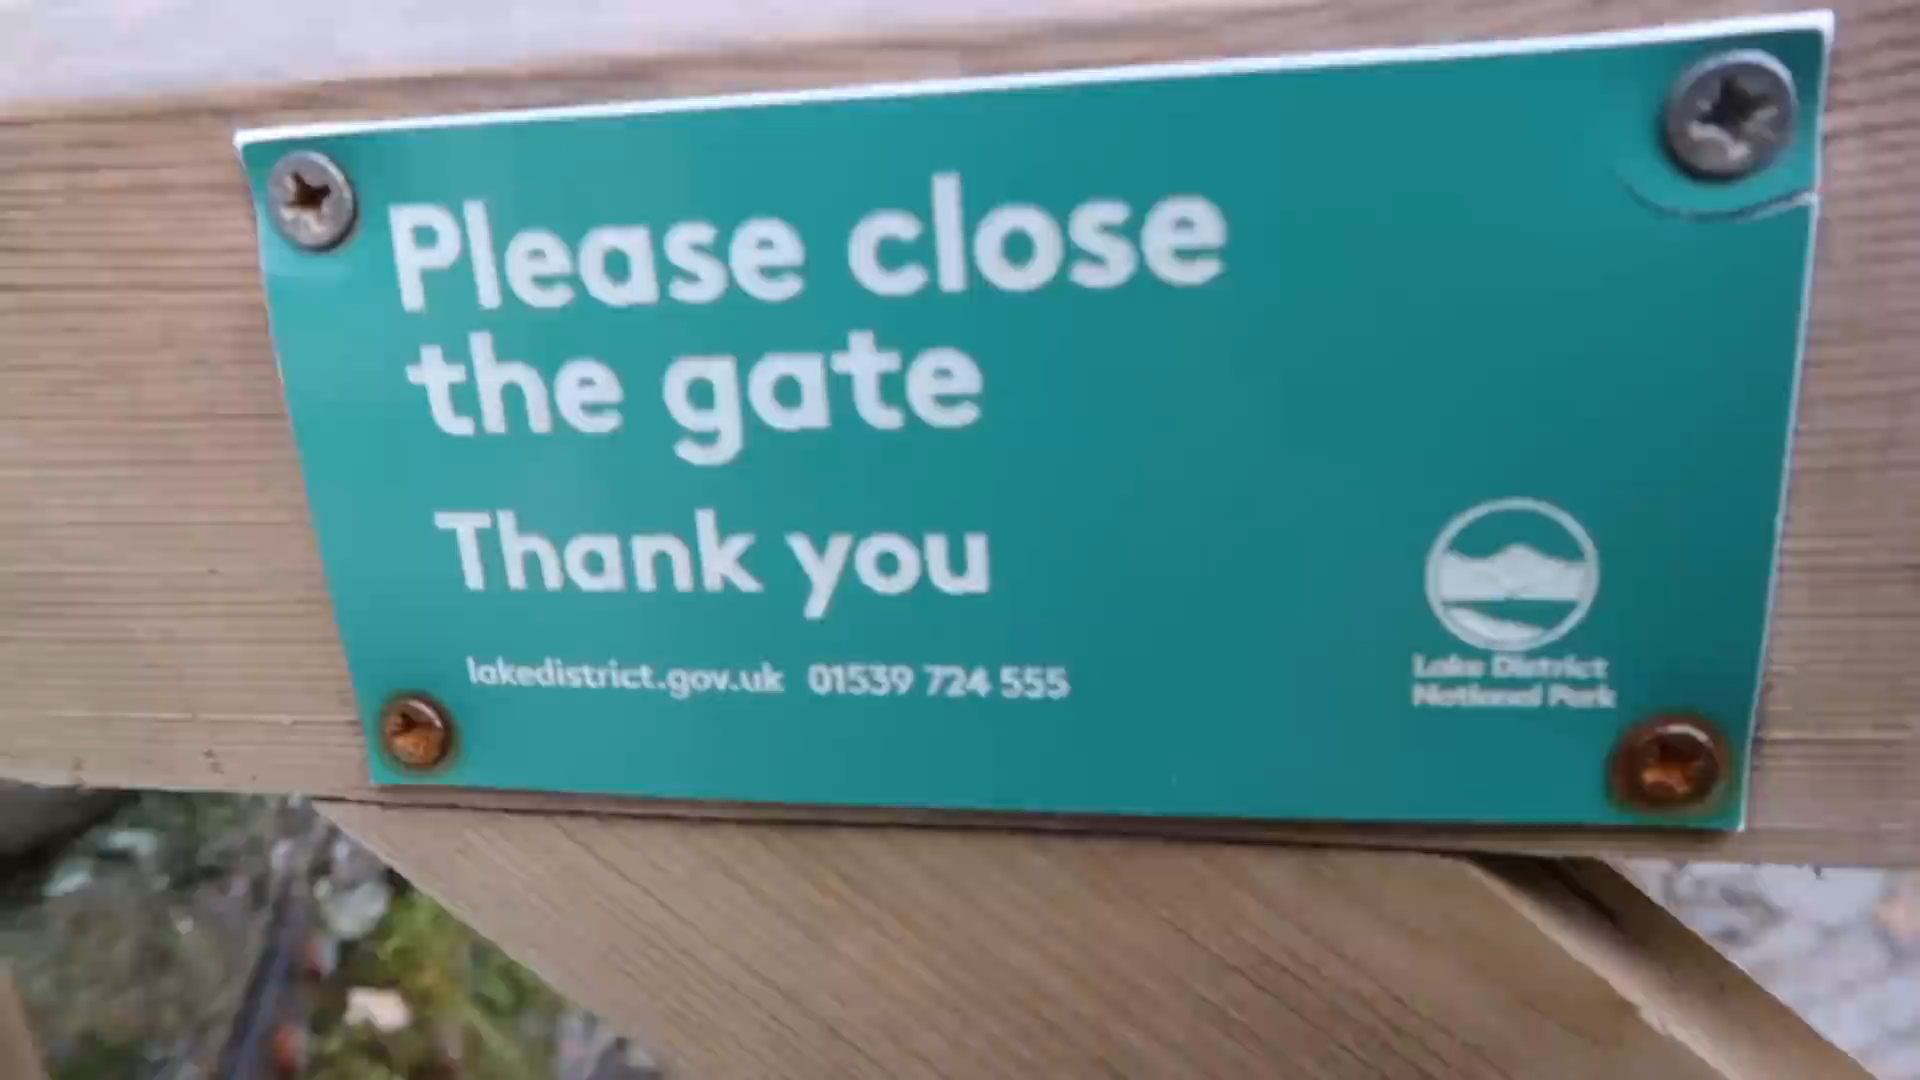 Please close
the gate
Thank you
lakedistrict.gov.uk 01539 724 555
Lake District
National Park